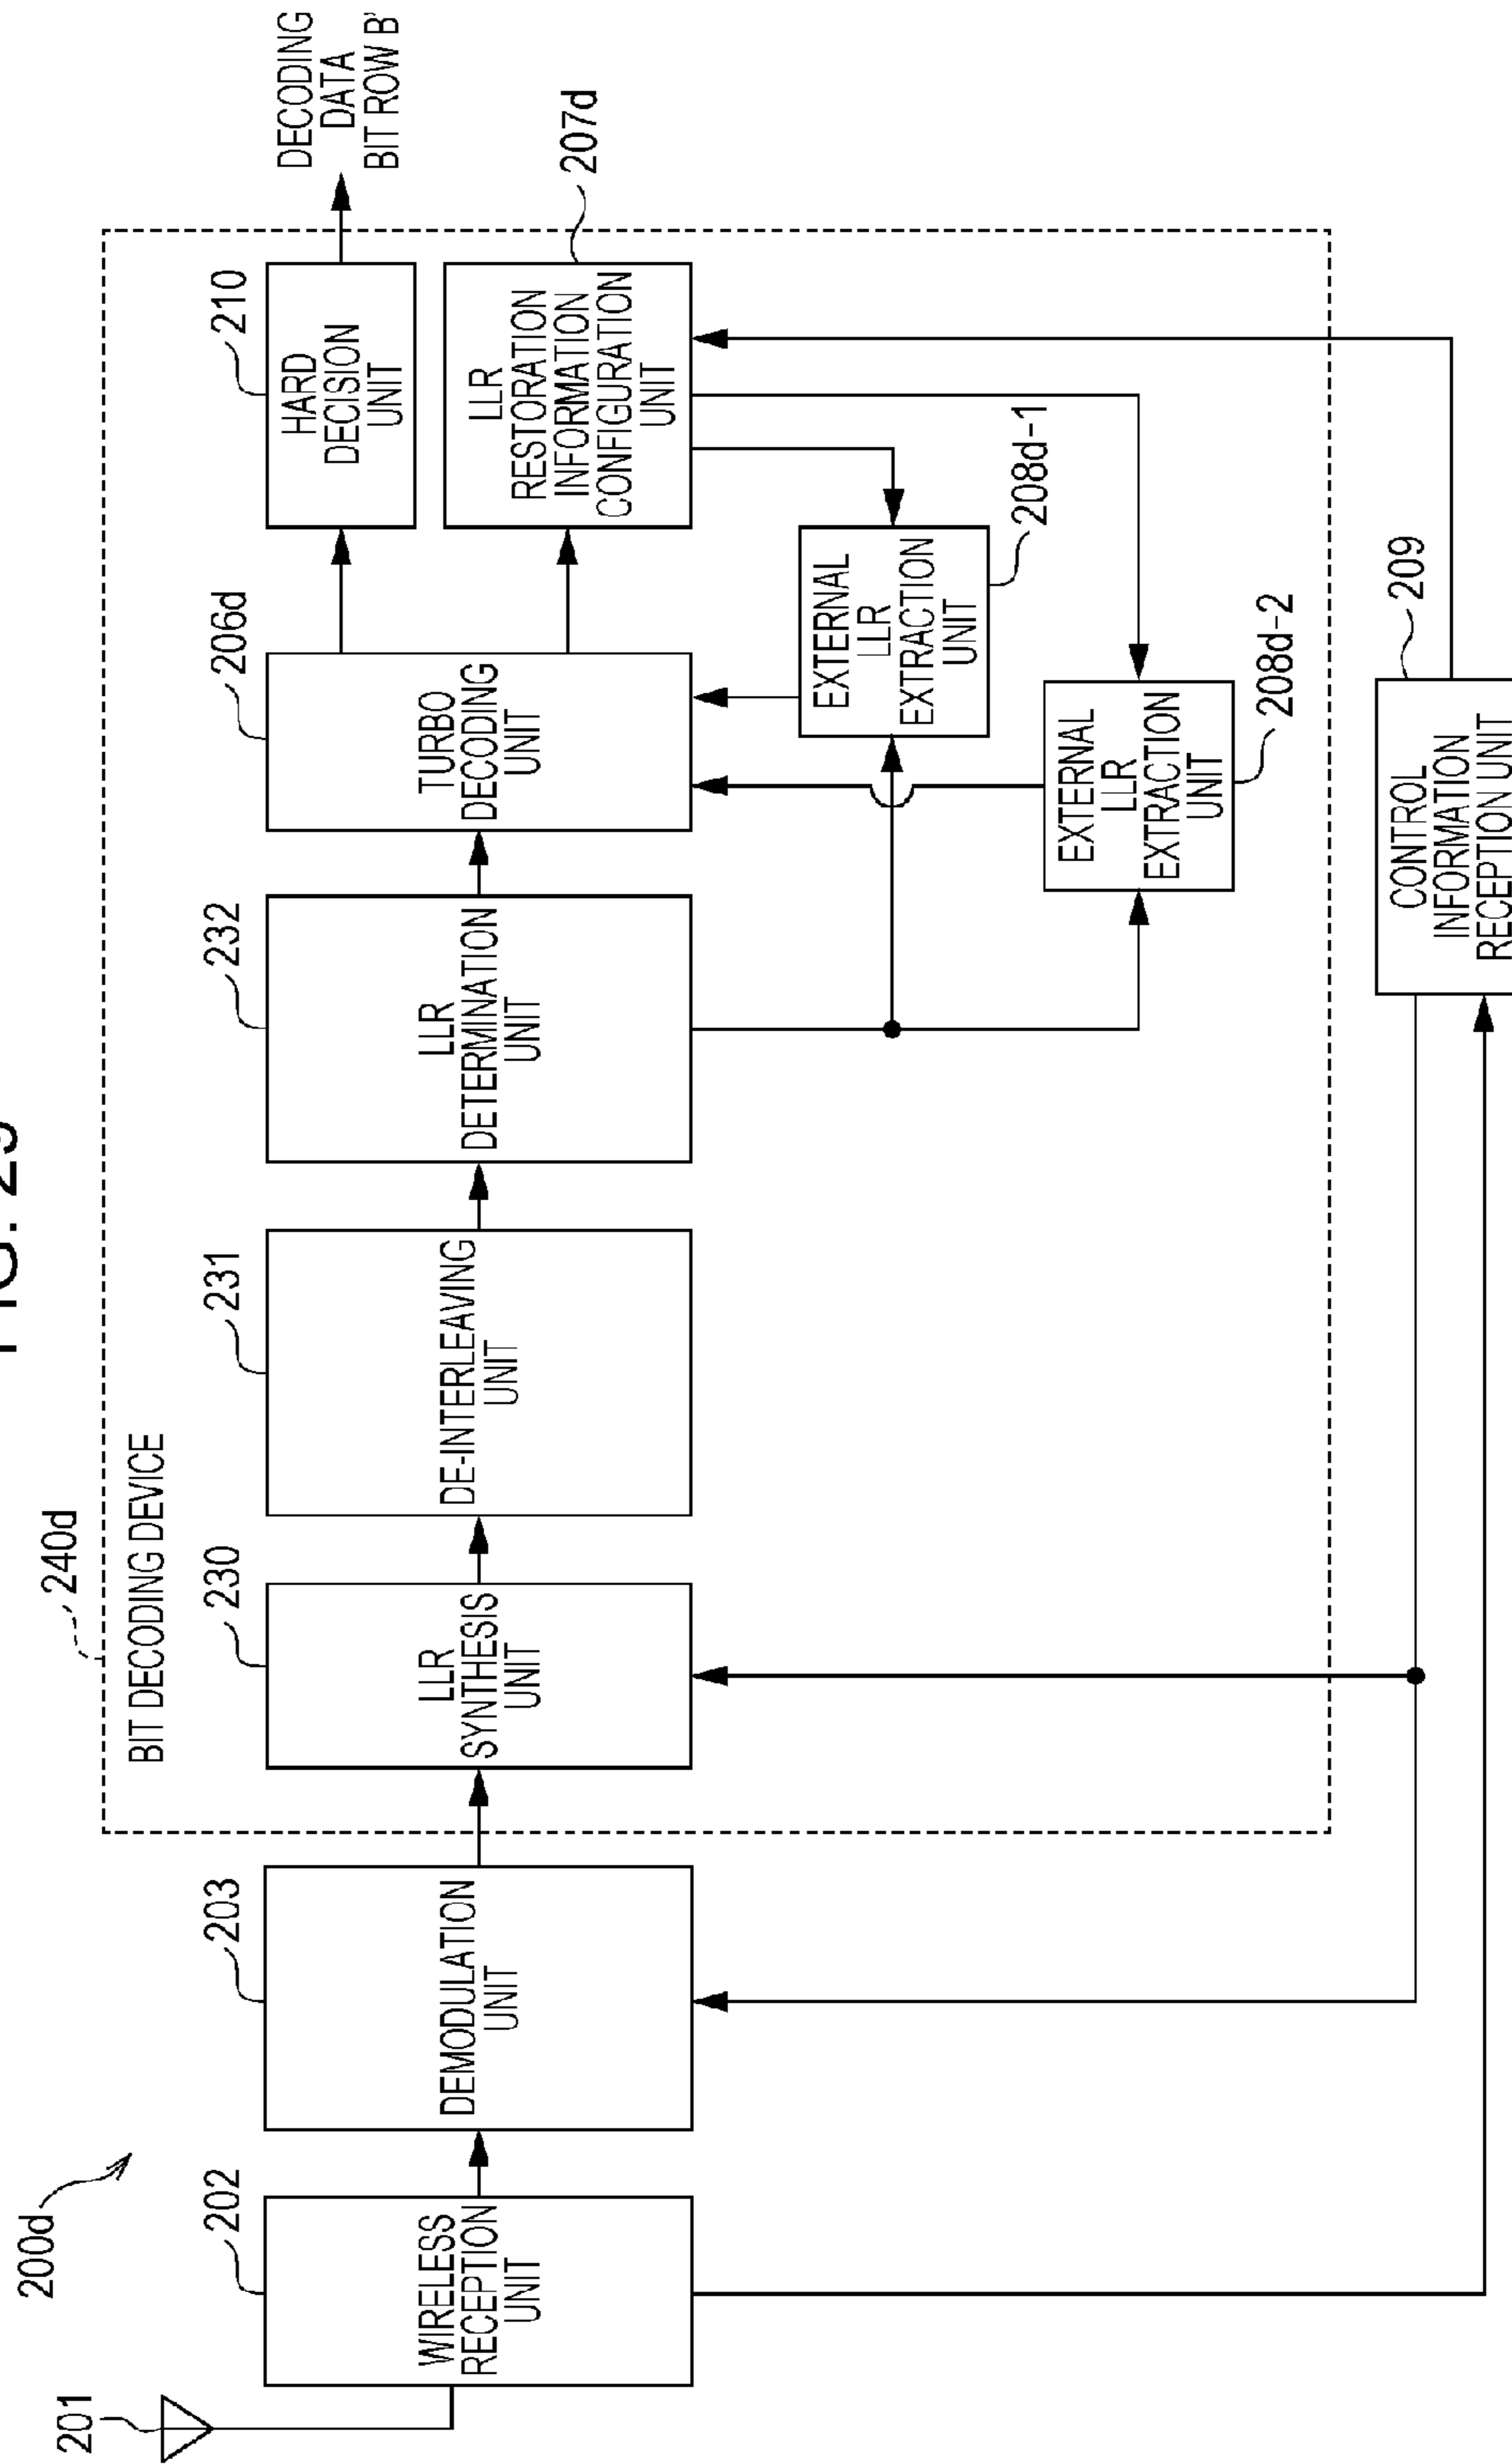 200d
240d
BIT DECODING DEVICE
201
202
WIRELESS
RECEPTION
UNIT
203
DEMODULATION
UNIT
230
LLR
SYNTHESIS
UNIT
231
DE-INTERLEAVING
UNIT
232
LLR
DETERMINATION
UNIT
206d
TURBO
DECODING
UNIT
210
HARD
DECISION
UNIT
DECODING
DATA
BIT ROW B'
LLR
RESTORATION
INFORMATION
CONFIGURATION
UNIT
207d
EXTERNAL
LLR
EXTRACTION
UNIT
208d-1
EXTERNAL
LLR
EXTRACTION
UNIT
208d-2
209
CONTROL
INFORMATION
RECEPTION UNIT